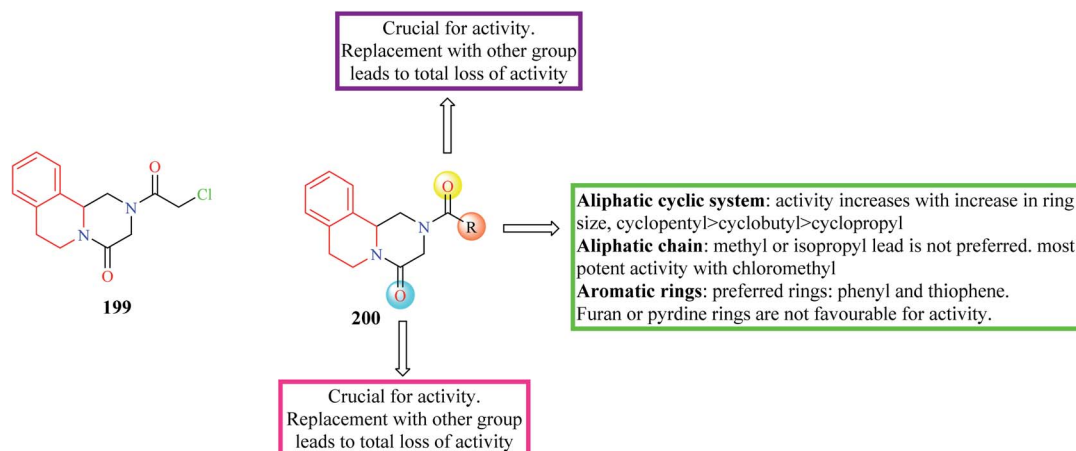 Crucial for activity.
Replacement with other group
leads to total loss of activity
O
Cl
N
N
O
199
O
R
N
N
O
200
Aliphatic cyclic system: activity increases with increase in ring
size, cyclopentyl>cyclobutyl>cyclopropyl
Aliphatic chain: methyl or isopropyl lead is not preferred. most
potent activity with chloromethyl
Aromatic rings: preferred rings: phenyl and thiophene.
Furan or pyrdine rings are not favourable for activity.
Crucial for activity.
Replacement with other group
leads to total loss of activity